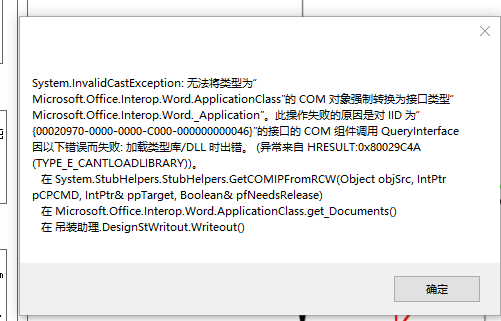 System.InvalidCastException: 无法将类型为“
Microsoft.Office.Interop.Word.ApplicationClass”的 COM 对象强制转换为接口类型“
Microsoft.Office.Interop.Word._Application”。此操作失败的原因是对 IID 为“
{00020970-0000-0000-C000-000000000046}”的接口的 COM 组件调用 QueryInterface
因以下错误而失败: 加载类型库/DLL 时出错。 (异常来自 HRESULT:0x80029C4A
(TYPE_E_CANTLOADLIBRARY))。
在 System.StubHelpers.StubHelpers.GetCOMIPFromRCW(Object objSrc, IntPtr
pCPCMD, IntPtr& ppTarget, Boolean& pfNeedsRelease)
在 Microsoft.Office.Interop.Word.ApplicationClass.get_Documents()
在 吊装助理.DesignStWritout.Writeout()
确定